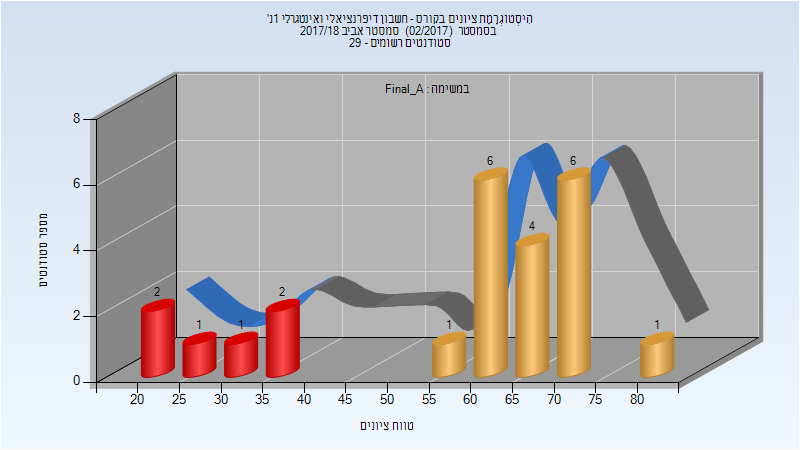 היסטוגרמת ציונים בקורס - חשבון דיפרנציאלי ואינטגרלי 1נ'
בסמסטר (02/2017) סמסטר אביב 2017/18
סטודנטים רשומים - 29
במשימה : Final_A
מספר סטודנטים
8
6
4
2
0
2
1
1
2
1
6
4
6
1
20 25 30 35 40 45 50 55 60 65 70 75 80
טווח ציונים